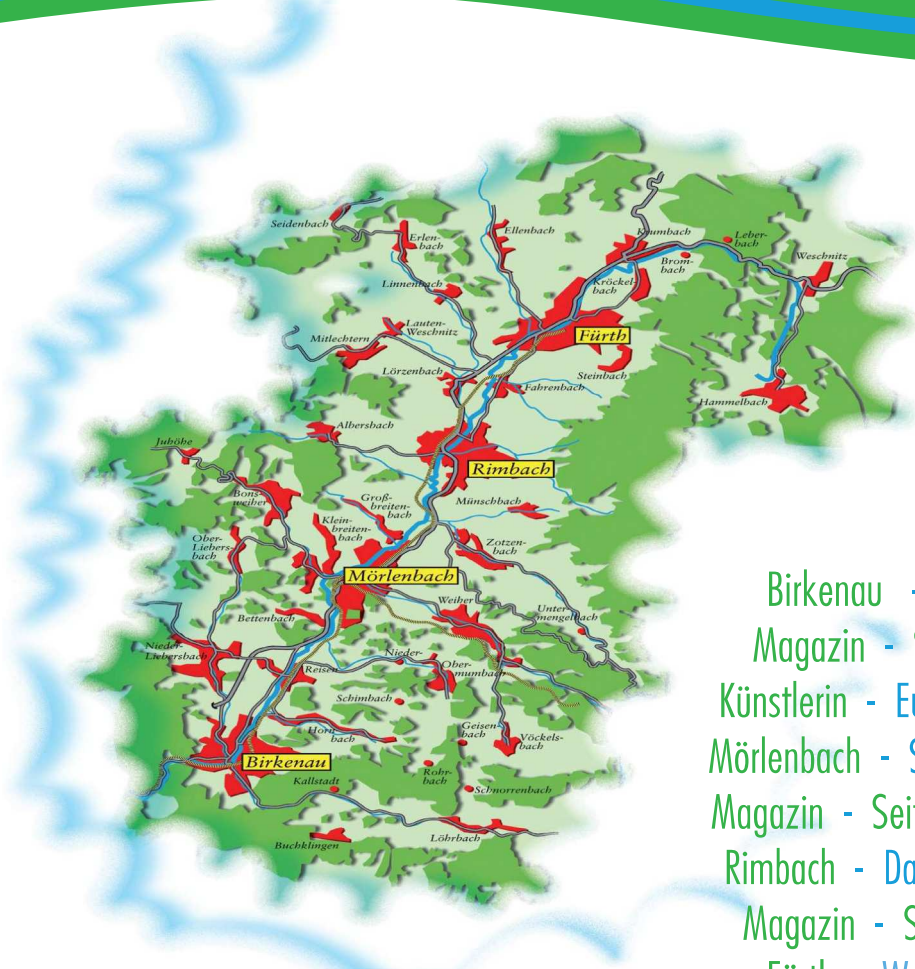 Seidenbach
Erlen-
bach
Ellenbach
Krumbach
Leber-
bach
Brom-
bach
Weschnitz
Linnenbach
Kröckel-
bach
Lauten-
Weschnitz
Mitlechtern
Fürth
Steinbach
Lörzenbach
Fahrenbach
Hammelbach
Albersbach
Juhöhe
Rimbach
Bons-
weiher
Groß-
breiten-
bach
Münschbach
Klein-
breiten-
bach
Ober-
Liebers-
bach
Zotzen-
bach
Mörlenbach
Weiher
Unter
mengelbach
Bettenbach
Nieder-
Liebersbach
Nieder-
Ober-
mumbach
Reisen
Schimbach
Horn-
bach
Geisen-
bach
Vöckels-
bach
Birkenau
Rohr-
bach
Kallstadt
Schnorrenbach
Löhrbach
Buchklingen
Birkenau -
Magazin -
Künstlerin -
Mörlenbach - S
Magazin - Seit
Rimbach - Da
Magazin - S